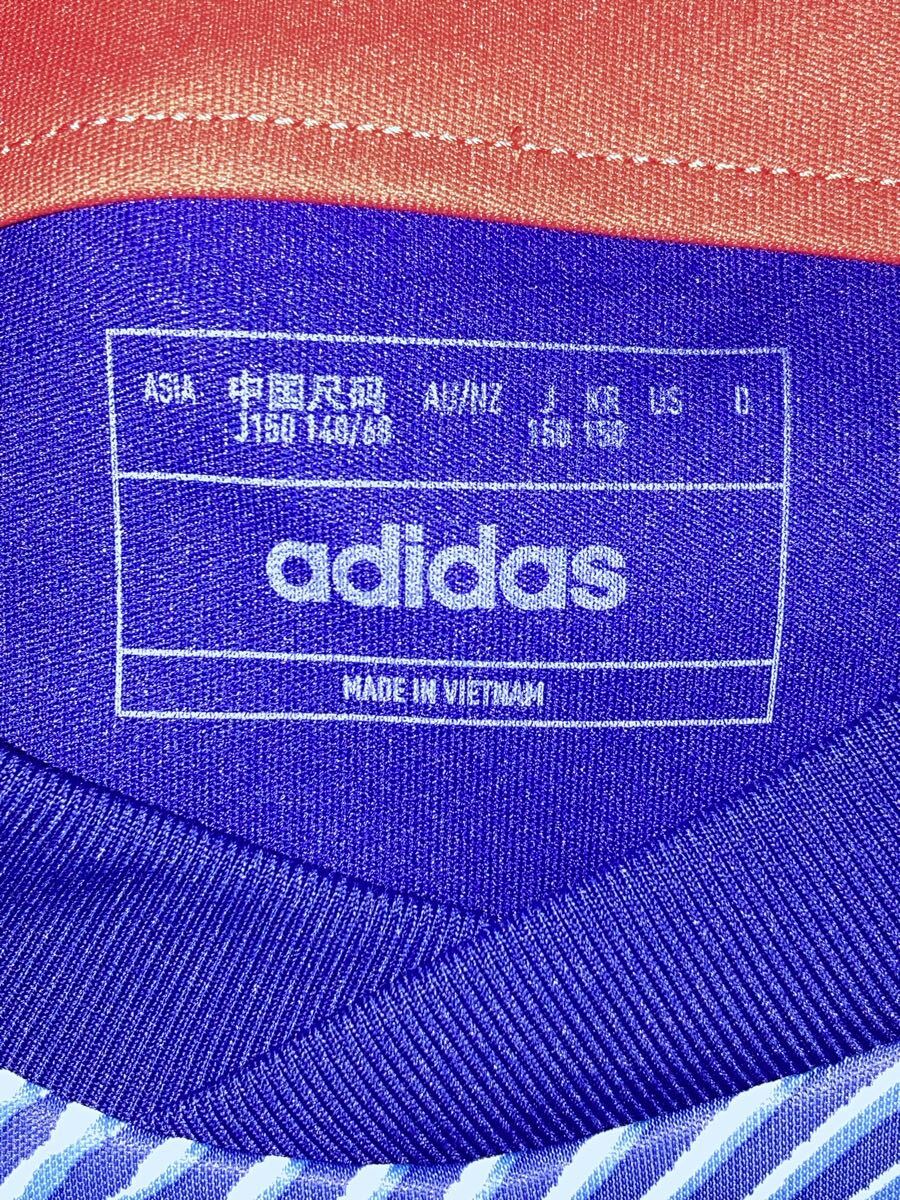 ASIA 中国尺码 AU/NZ J KR US D
J150 140/68 150 150
adidas
MADE IN VIETNAM